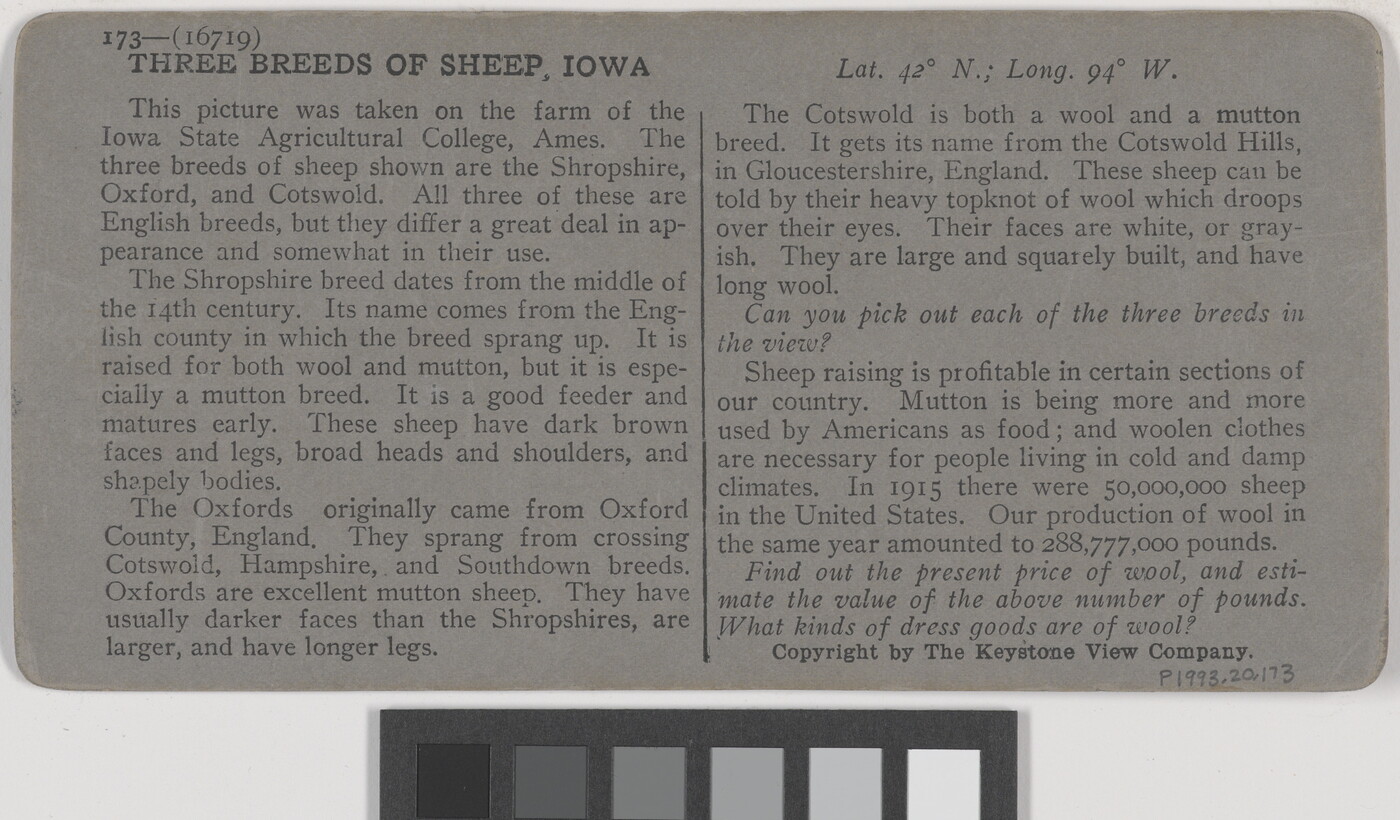 173—(16719)
THREE BREEDS OF SHEEP, IOWA
This picture was taken on the farm of the
Iowa State Agricultural College, Ames. The
three breeds of sheep shown are the Shropshire,
Oxford, and Cotswold. All three of these are
English breeds, but they differ a great deal in ap-
pearance and somewhat in their use.
The Shropshire breed dates from the middle of
the 14th century. Its name comes from the Eng-
lish county in which the breed sprang up. It is
raised for both wool and mutton, but it is espe-
cially a mutton breed. It is a good feeder and
matures early. These sheep have dark brown
faces and legs, broad heads and shoulders, and
shapely bodies.
The Oxfords originally came from Oxford
County, England. They sprang from crossing
Cotswold, Hampshire, and Southdown breeds.
Oxfords are excellent mutton sheep. They have
usually darker faces than the Shropshires, are
larger, and have longer legs.
Lat. 42° N.; Long. 94° W.
The Cotswold is both a wool and a mutton
breed. It gets its name from the Cotswold Hills,
in Gloucestershire, England. These sheep can be
told by their heavy topknot of wool which droops
over their eyes. Their faces are white, or gray-
ish. They are large and squarely built, and have
long wool.
Can you pick out each of the three breeds in
the view?
Sheep raising is profitable in certain sections of
our country. Mutton is being more and more
used by Americans as food; and woolen clothes
are necessary for people living in cold and damp
climates. In 1915 there were 50,000,000 sheep
in the United States. Our production of wool in
the same year amounted to 288,777,000 pounds.
Find out the present price of wool, and esti-
mate the value of the above number of pounds.
What kinds of dress goods are of wool?
Copyright by The Keystone View Company.
P1993.20.173